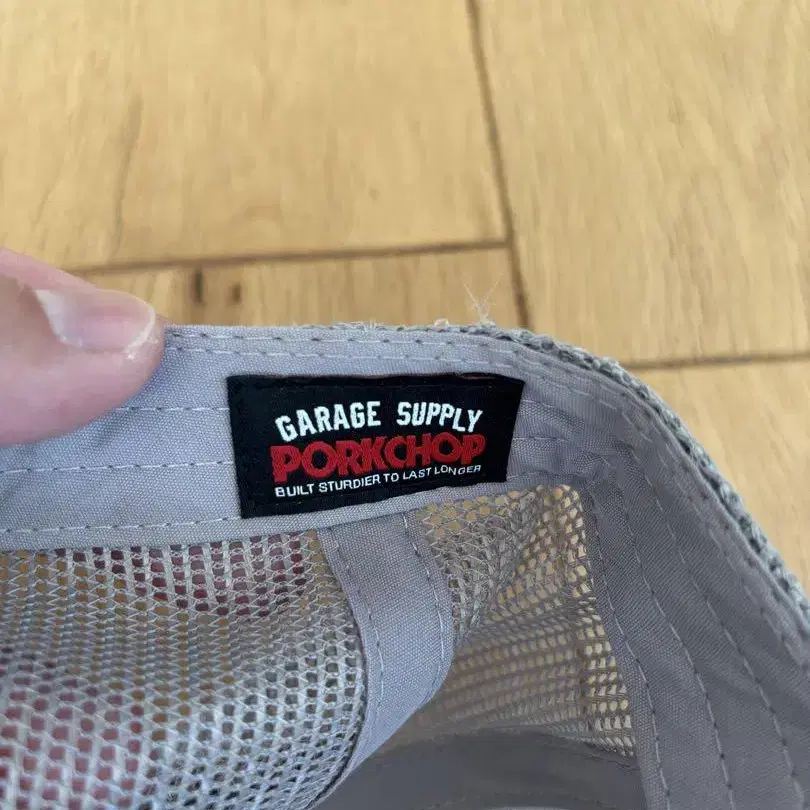 GARAGE SUPPLY
PORKCHOP
BUILT STURDIER TO LAST LONGER